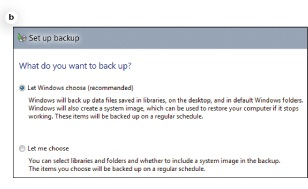 b
Set up backup
What do you want to back up?
Let Windows choose (recommended)
Windows will back up data files saved in libraries, on the desktop, and in default Windows folders.
Windows will also create a system image, which can be used to restore your computer if it stops
working. These items will be backed up on a regular schedule.
Let me choose
You can select libraries and folders and whether to include a system image in the backup.
The items you choose will be backed up on a regular schedule.